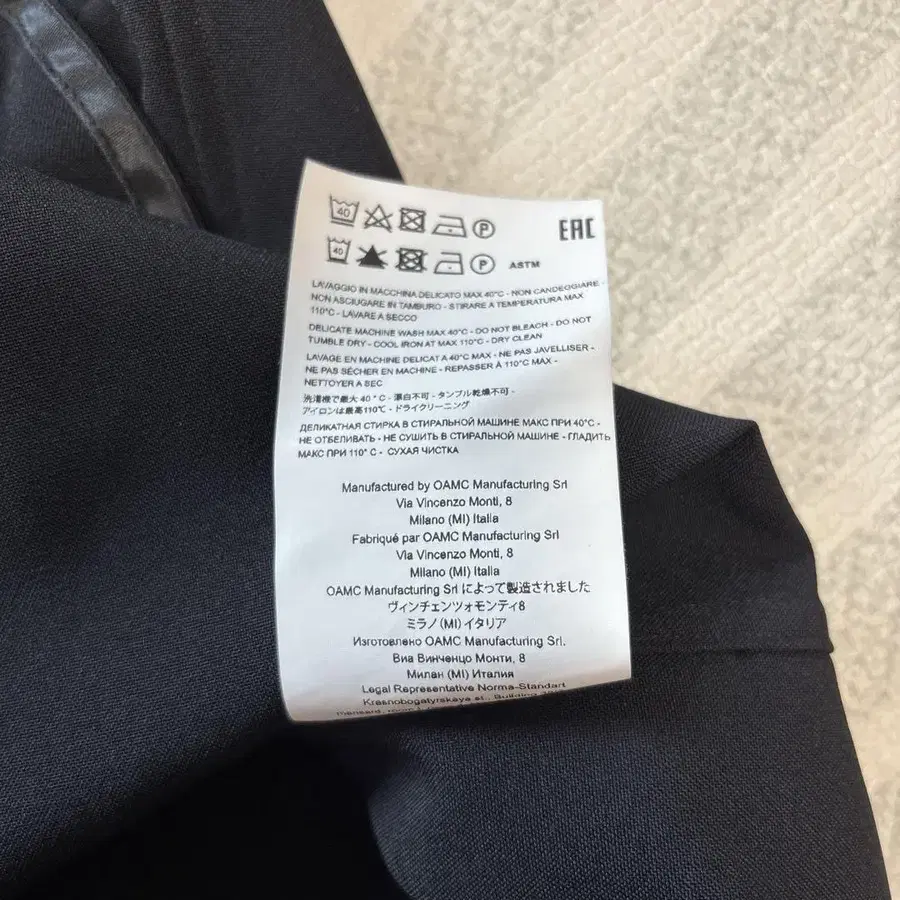 40 P EAC
40 P ASTM
LAVAGGIO IN MACCHINA DELICATO MAX 40°C - NON CANDEGGIARE -
NON ASCIUGARE IN TAMBURO - STIRARE A TEMPERATURA MAX
110°C - LAVARE A SECCO
DELICATE MACHINE WASH MAX 40°C - DO NOT BLEACH - DO NOT
TUMBLE DRY - COOL IRON AT MAX 110°C - DRY CLEAN
LAVAGE EN MACHINE DELICAT A 40°C MAX - NE PAS JAVELLISER -
NE PAS SÉCHER EN MACHINE - REPASSER À 110°C MAX -
NETTOYER A SEC
洗濯機で最大 40 ° C - 漂白不可 - タンブル乾燥不可 -
アイロンは最高110℃ - ドライクリーニング
ДЕЛИКАТНАЯ СТИРКА В СТИРАЛЬНОЙ МАШИНЕ МАКС ПРИ 40°C -
НЕ ОТБЕЛИВАТЬ - НЕ СУШИТЬ В СТИРАЛЬНОЙ МАШИНЕ - ГЛАДИТЬ
МАКС ПРИ 110° C - СУХАЯ ЧИСТКА
Manufactured by OAMC Manufacturing Srl
Via Vincenzo Monti, 8
Milano (MI) Italia
Fabriqué par OAMC Manufacturing Srl
Via Vincenzo Monti, 8
Milano (MI) Italia
OAMC Manufacturing Srl によって製造されました
ヴィンチェンツォモンティ8
ミラノ (MI) イタリア
Изготовлено OAMC Manufacturing Srl.
Виа Винченцо Монти, 8
Милан (MI) Италия
Legal Representative Norma-Standart
Krasnobogatyrskaya st., Building